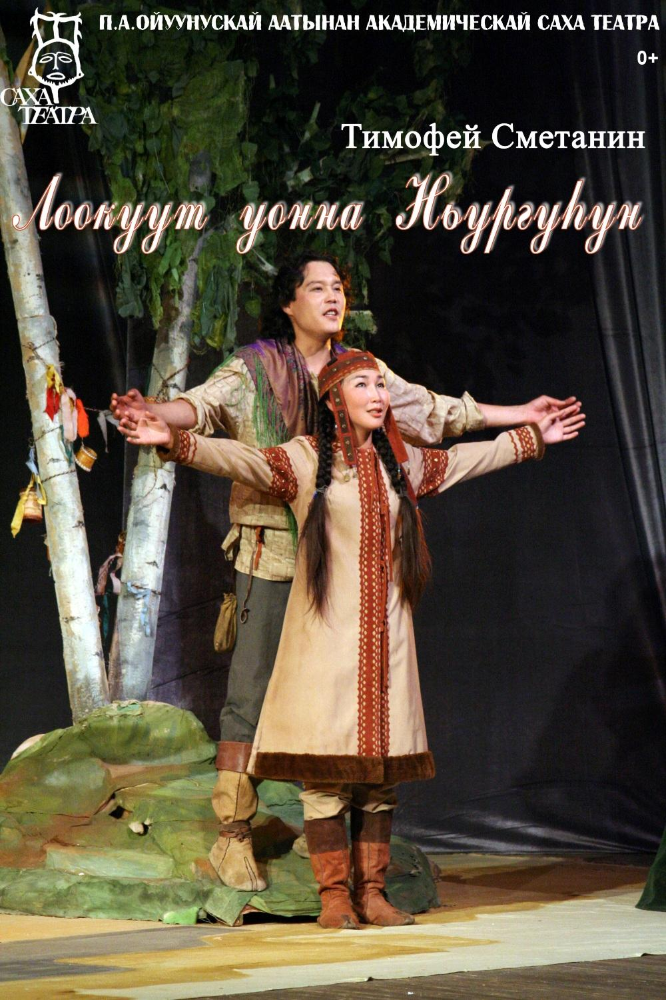 П.А.ОЙУУНУСКАЙ ААТЫНАН АКАДЕМИЧЕСКАЙ САХА ТЕАТРА
0+
САХА
ТЕАТРА
Тимофей Сметанин
Лоокуут уонна Ньургуһун